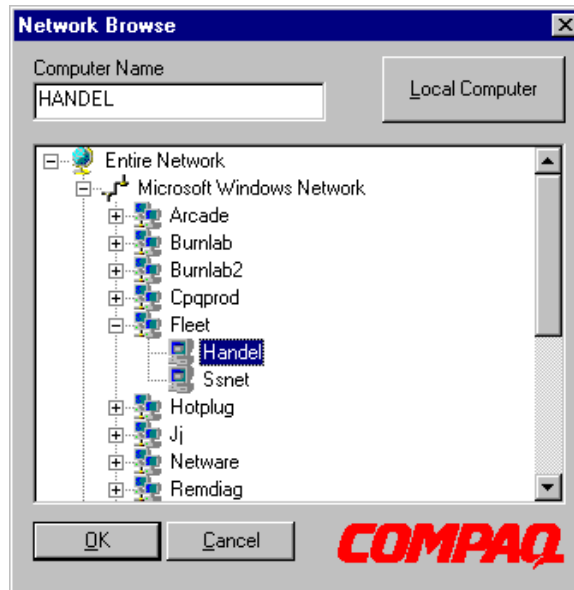 Network Browse
Computer Name
HANDEL
Local Computer
Entire Network
Microsoft Windows Network
Arcade
Burnlab
Burnlab2
Cpqprod
Fleet
Handel
Ssnet
Hotplug
Jj
Netware
Remdiag
OK
Cancel
COMPAQ